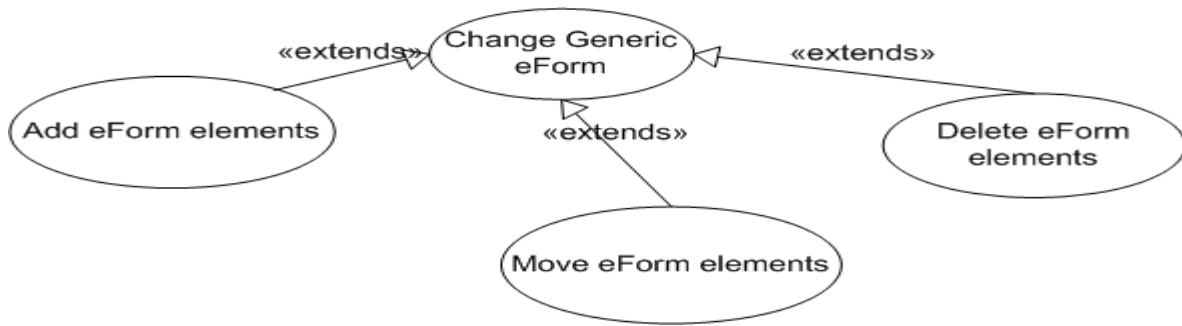 Change Generic
eForm
«extends»
«extends»
Add eForm elements
«extends»
Delete eForm
elements
Move eForm elements